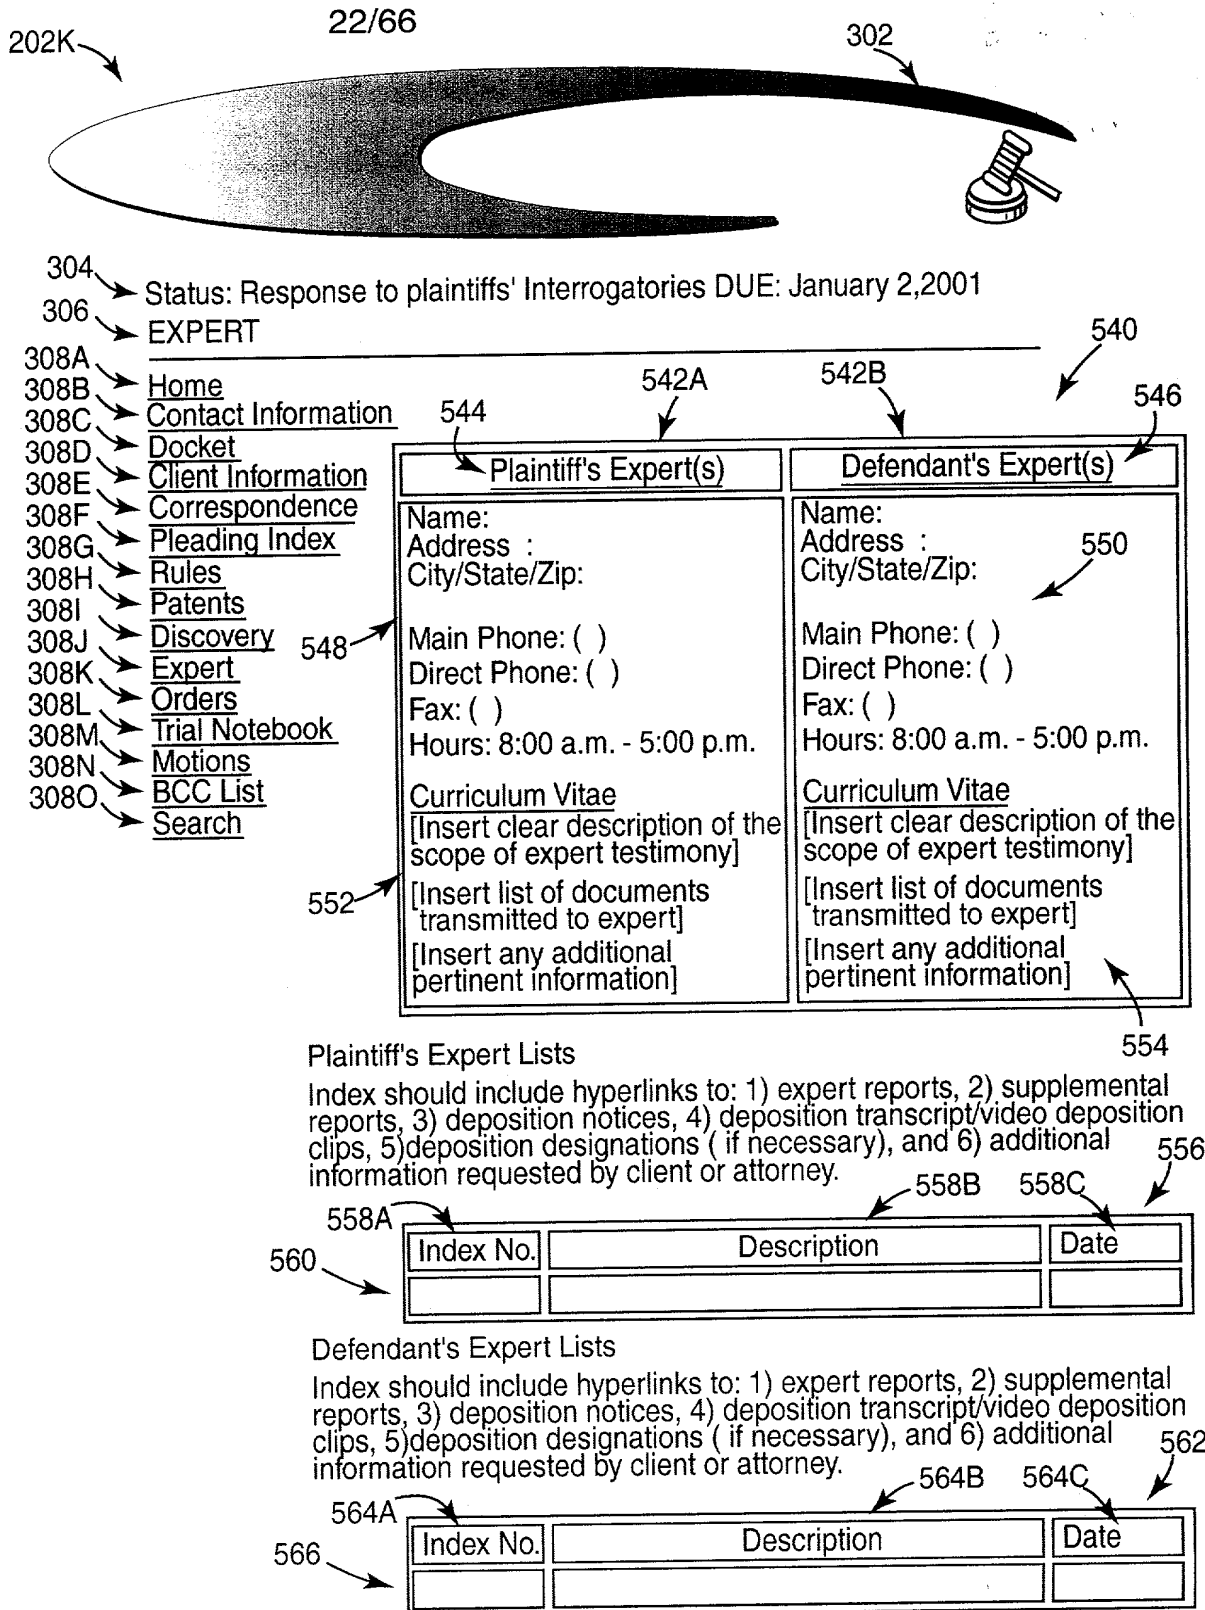 22/66
202K
302
304
Status: Response to plaintiffs' Interrogatories DUE: January 2,2001
306
EXPERT
308A
Home
308B
Contact Information
308C
Docket
308D
Client Information
308E
Correspondence
308F
Pleading Index
308G
Rules
308H
Patents
308I
Discovery
308J
Expert
308K
Orders
308L
Trial Notebook
308M
Motions
308N
BCC List
308O
Search
540
542A
542B
544
546
Plaintiff's Expert(s)
Name:
Address :
City/State/Zip:
548
Main Phone: ( )
Direct Phone: ( )
Fax: ( )
Hours: 8:00 a.m. - 5:00 p.m.
Curriculum Vitae
[Insert clear description of the
scope of expert testimony]
552
[Insert list of documents
transmitted to expert]
[Insert any additional
pertinent information]
Defendant's Expert(s)
Name:
Address :
550
City/State/Zip:
Main Phone: ( )
Direct Phone: ( )
Fax: ( )
Hours: 8:00 a.m. - 5:00 p.m.
Curriculum Vitae
[Insert clear description of the
scope of expert testimony]
[Insert list of documents
transmitted to expert]
[Insert any additional
pertinent information]
554
Plaintiff's Expert Lists
Index should include hyperlinks to: 1) expert reports, 2) supplemental
reports, 3) deposition notices, 4) deposition transcript/video deposition
clips, 5)deposition designations ( if necessary), and 6) additional
information requested by client or attorney.
556
558A
558B
558C
Index No.
Description
Date
560
Defendant's Expert Lists
Index should include hyperlinks to: 1) expert reports, 2) supplemental
reports, 3) deposition notices, 4) deposition transcript/video deposition
clips, 5)deposition designations ( if necessary), and 6) additional
information requested by client or attorney.
562
564A
564B
564C
Index No.
Description
Date
566